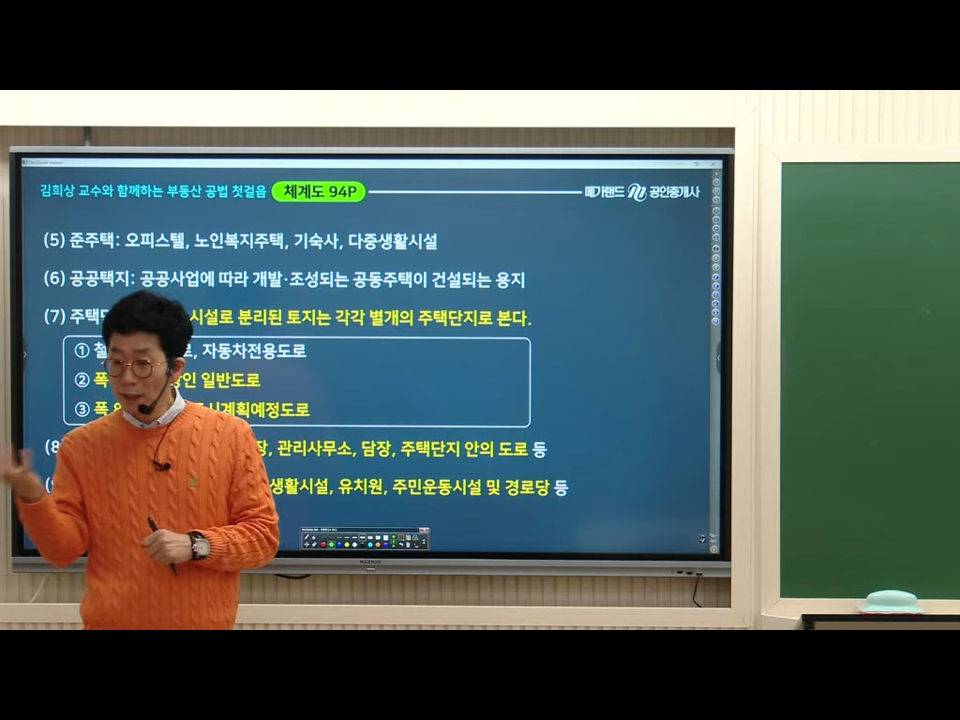 김희상 교수와 함께하는 부동산 공법 첫걸음 체계도 94P 메가랜드 공인중개사
(5) 준주택: 오피스텔, 노인복지주택, 기숙사, 다중생활시설
(6) 공공택지: 공공사업에 따라 개발·조성되는 공동주택이 건설되는 용지
(7) 주택 시설로 분리된 토지는 각각 별개의 주택단지로 본다.
① 철 자동차전용도로
② 폭 인 일반도로
③ 폭 계획예정도로
관리사무소, 담장, 주택단지 안의 도로 등
생활시설, 유치원, 주민운동시설 및 경로당 등
MAXHUB